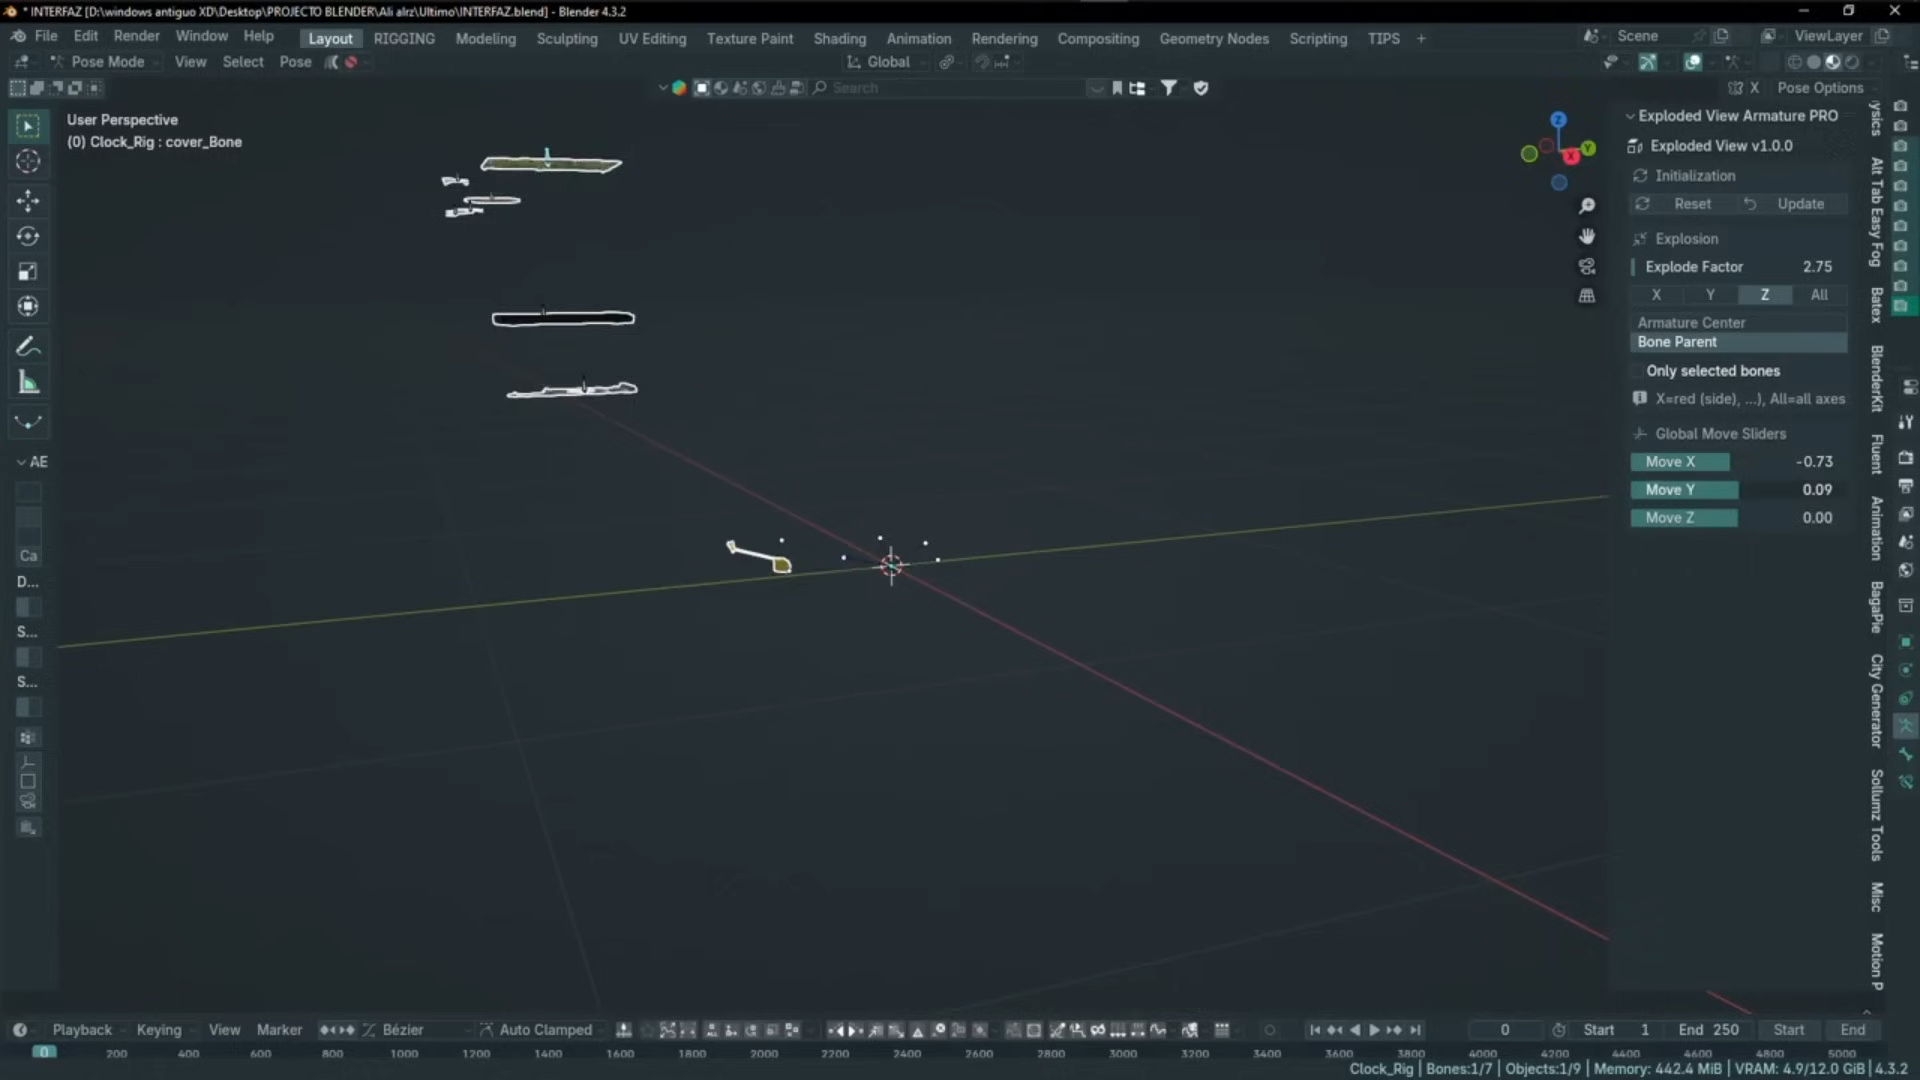 * INTERFAZ [D:\windows antiguo XD\Desktop\PROJECTO BLENDER\Ali alrz\Ultimo\INTERFAZ.blend] - Blender 4.3.2
File Edit Render Window Help Layout RIGGING Modeling Sculpting UV Editing Texture Paint Shading Animation Rendering Compositing Geometry Nodes Scripting TIPS + Scene ViewLayer
Pose Mode View Select Pose Global
Search X Pose Options
User Perspective
(0) Clock_Rig : cover_Bone
Z
Y
X
Exploded View Armature PRO
Exploded View v1.0.0
Initialization
Reset Update
Explosion
Explode Factor 2.75
X Y Z All
Armature Center
Bone Parent
Only selected bones
X=red (side), ...), All=all axes
Global Move Sliders
Move X -0.73
Move Y 0.09
Move Z 0.00
ysics
Alt Tab Easy Fog
Batex
BlenderKit
Fluent
Animation
BagaPie
City Generator
Sollumz Tools
Misc
Motion P
AE
Ca
D...
S...
S...
Playback Keying View Marker Bézier Auto Clamped 0 Start 1 End 250 Start End
0 200 400 600 800 1000 1200 1400 1600 1800 2000 2200 2400 2600 2800 3000 3200 3400 3600 3800 4000 4200 4400 4600 4800 5000
Clock_Rig | Bones:1/7 | Objects:1/9 | Memory: 442.4 MiB | VRAM: 4.9/12.0 GiB | 4.3.2